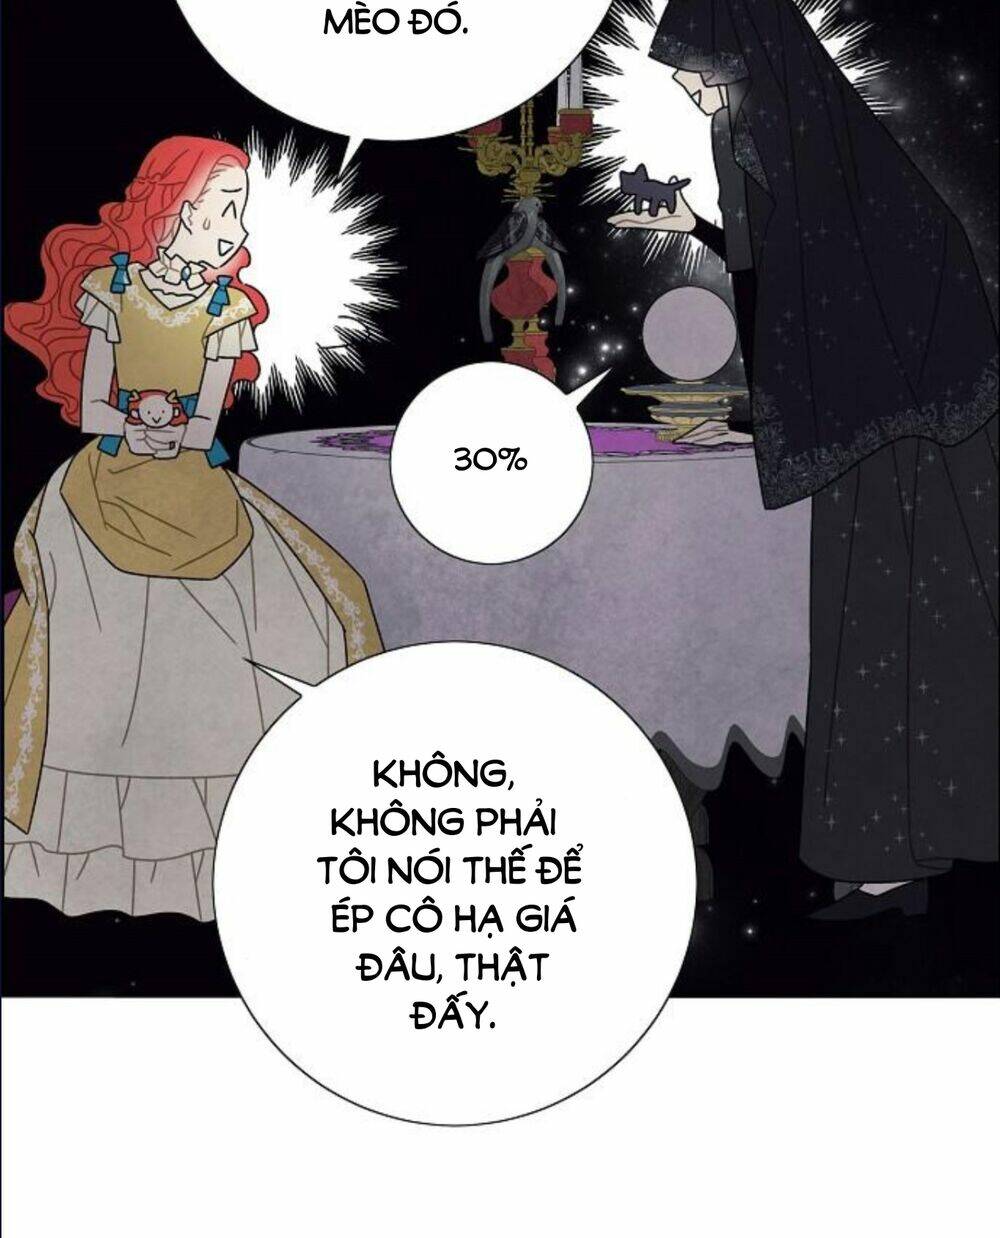 MÈO ĐÓ.
30%
KHÔNG,
KHÔNG PHẢI
TÔI NÓI THẾ ĐỂ
ÉP CÔ HẠ GIÁ
ĐÂU, THẬT
ĐẤY.